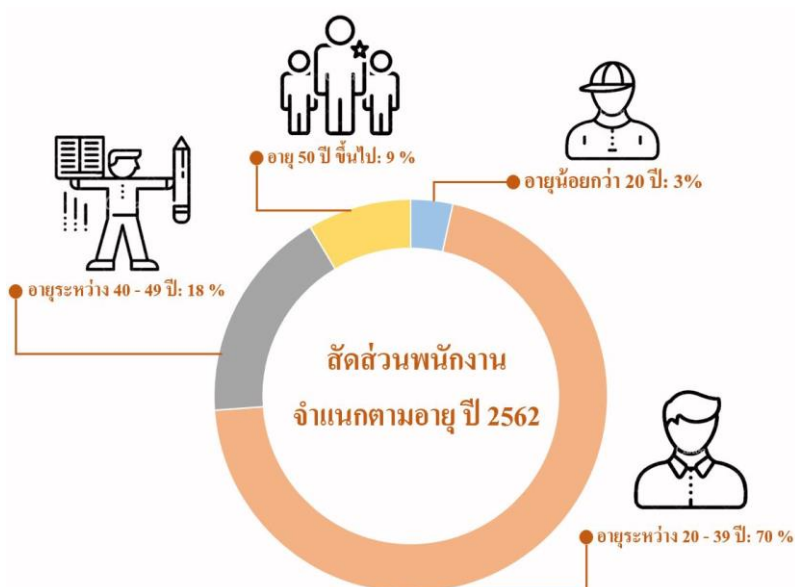 อายุ 50 ปี ขึ้นไป: 9 %
อายุน้อยกว่า 20 ปี: 3%
อายุระหว่าง 40 - 49 ปี: 18 %
สัดส่วนพนักงาน
จำแนกตามอายุ ปี 2562
อายุระหว่าง 20 - 39 ปี: 70 %